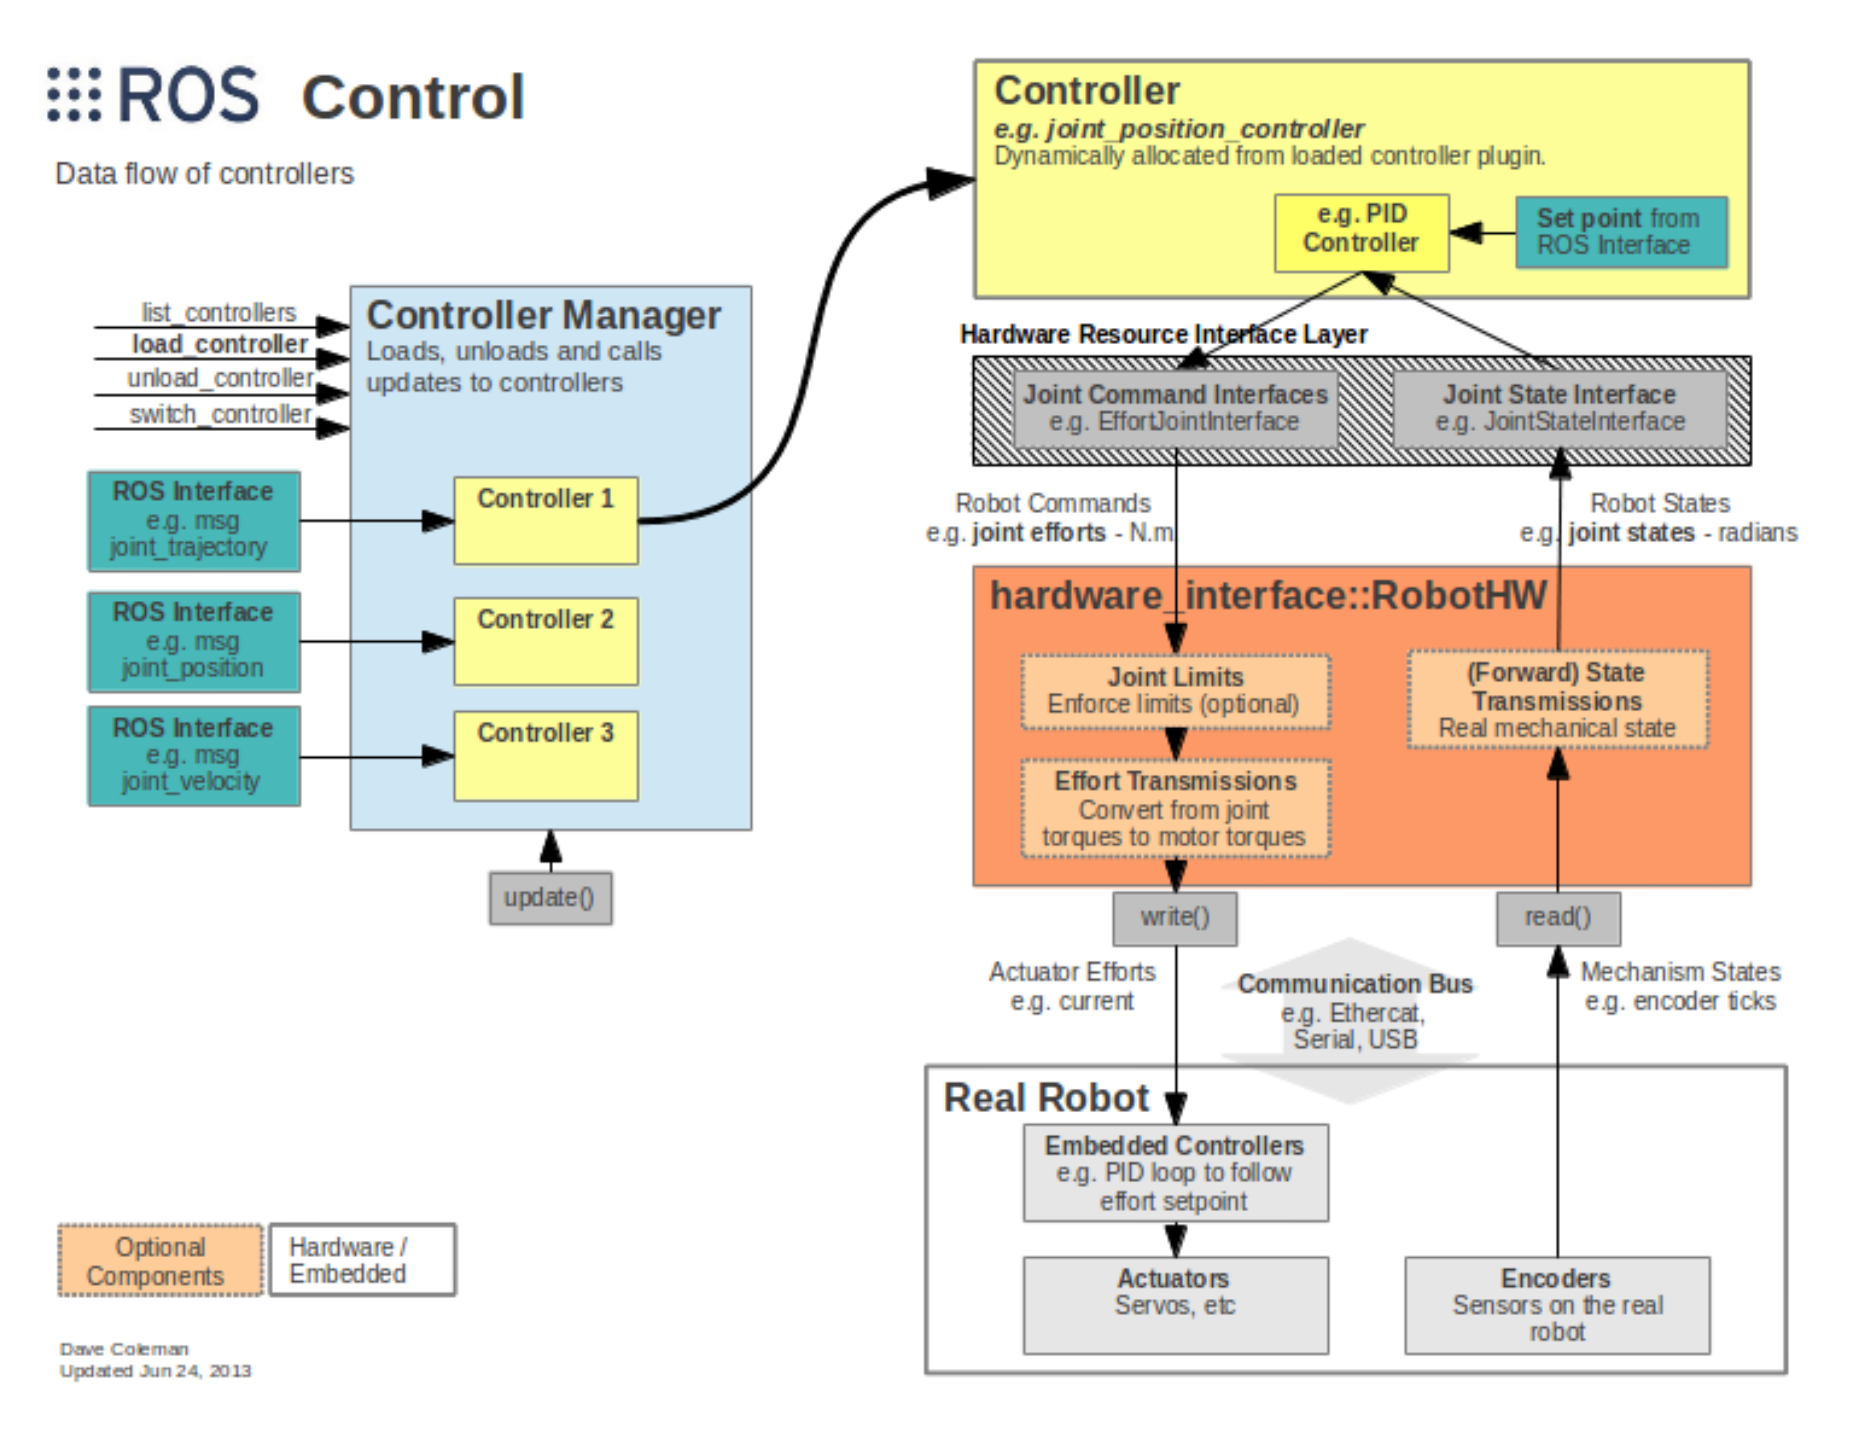 ROS Control
Data flow of controllers
list_controllers
load_controller
unload_controller
switch_controller
Controller Manager
Loads, unloads and calls
updates to controllers
ROS Interface
e.g. msg
joint_trajectory
Controller 1
ROS Interface
e.g. msg
joint_position
Controller 2
ROS Interface
e.g. msg
joint_velocity
Controller 3
update()
Controller
e.g. joint_position_controller
Dynamically allocated from loaded controller plugin.
e.g. PID
Controller
Set point from
ROS Interface
Hardware Resource Interface Layer
Joint Command Interfaces
e.g. EffortJointInterface
Joint State Interface
e.g. JointStateInterface
Robot Commands
e.g. joint efforts - N.m
Robot States
e.g. joint states - radians
hardware_interface::RobotHW
Joint Limits
Enforce limits (optional)
Effort Transmissions
Convert from joint
torques to motor torques
(Forward) State
Transmissions
Real mechanical state
write()
read()
Actuator Efforts
e.g. current
Communication Bus
e.g. Ethercat,
Serial, USB
Mechanism States
e.g. encoder ticks
Real Robot
Embedded Controllers
e.g. PID loop to follow
effort setpoint
Actuators
Servos, etc
Encoders
Sensors on the real
robot
Optional
Components
Hardware /
Embedded
Dave Coleman
Updated Jun 24, 2013